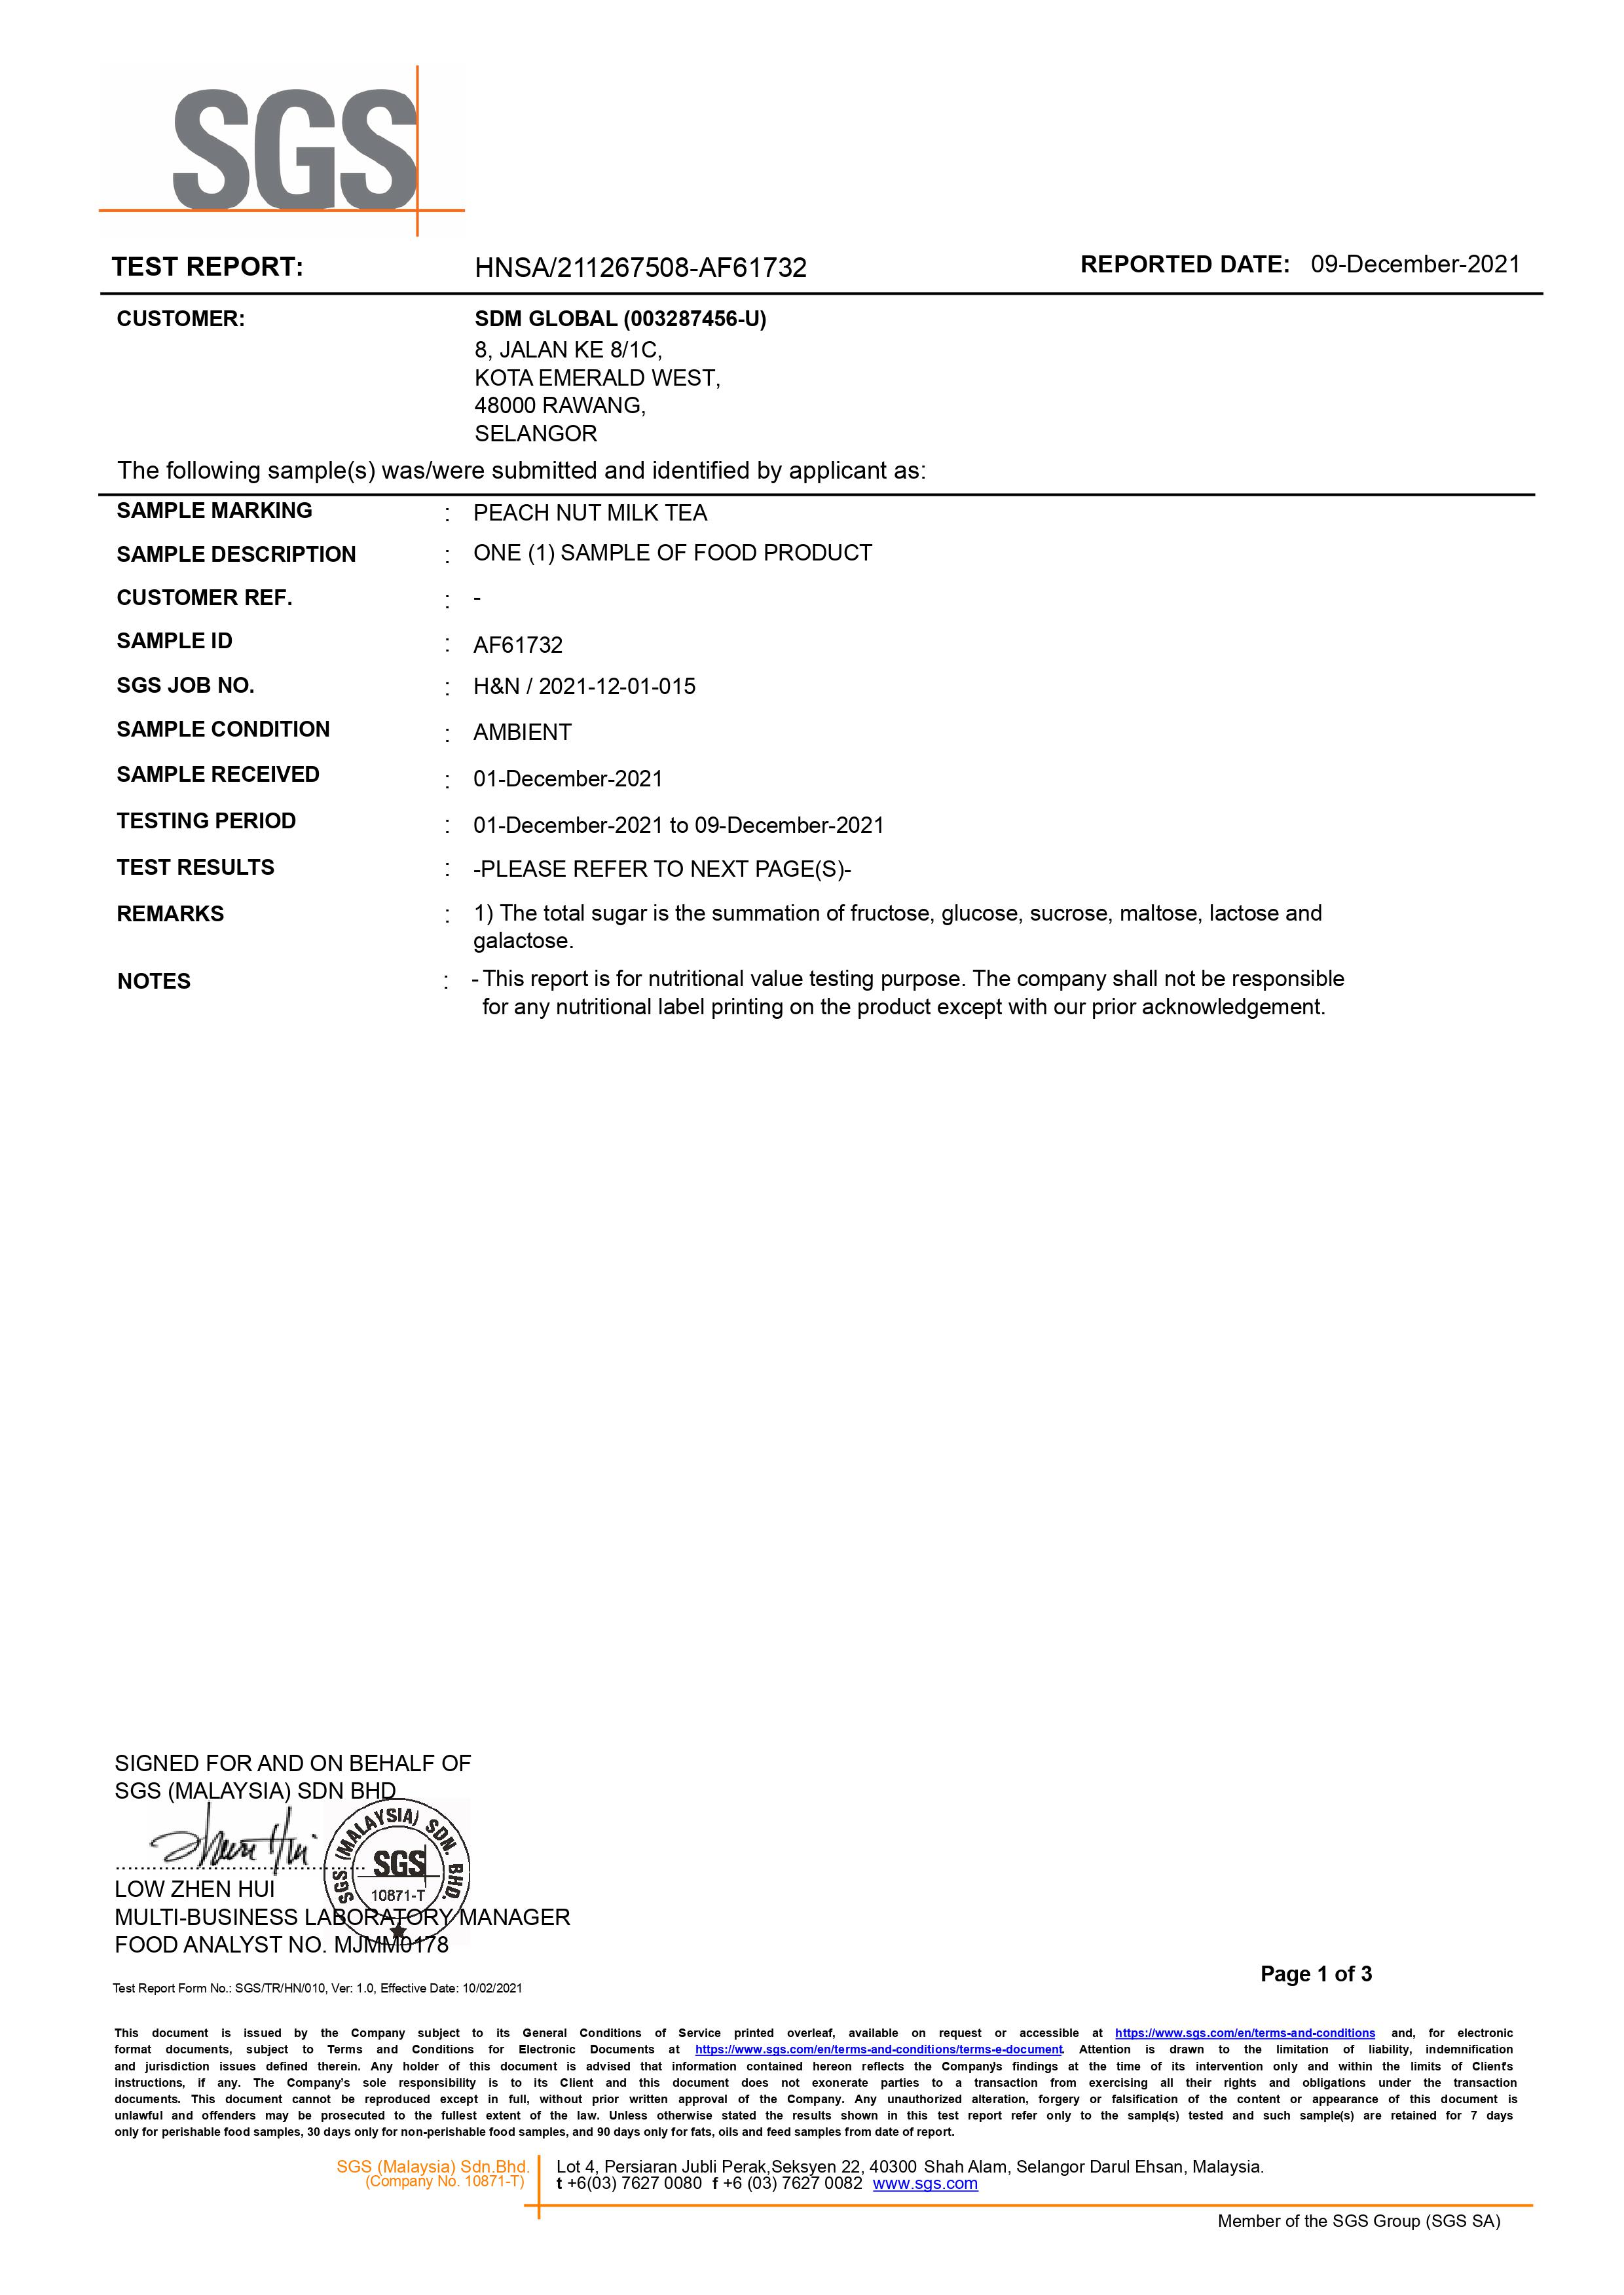 SGS
TEST REPORT: HNSA/211267508-AF61732 REPORTED DATE: 09-December-2021
CUSTOMER: SDM GLOBAL (003287456-U)
8, JALAN KE 8/1C,
KOTA EMERALD WEST,
48000 RAWANG,
SELANGOR
The following sample(s) was/were submitted and identified by applicant as:
SAMPLE MARKING : PEACH NUT MILK TEA
SAMPLE DESCRIPTION : ONE (1) SAMPLE OF FOOD PRODUCT
CUSTOMER REF. : -
SAMPLE ID : AF61732
SGS JOB NO. : H&N / 2021-12-01-015
SAMPLE CONDITION : AMBIENT
SAMPLE RECEIVED : 01-December-2021
TESTING PERIOD : 01-December-2021 to 09-December-2021
TEST RESULTS : -PLEASE REFER TO NEXT PAGE(S)-
REMARKS : 1) The total sugar is the summation of fructose, glucose, sucrose, maltose, lactose and
galactose.
NOTES : - This report is for nutritional value testing purpose. The company shall not be responsible
for any nutritional label printing on the product except with our prior acknowledgement.
SIGNED FOR AND ON BEHALF OF
SGS (MALAYSIA) SDN BHD
SGS (MALAYSIA) SDN. BHD.
SGS
10871-T
LOW ZHEN HUI
MULTI-BUSINESS LABORATORY MANAGER
FOOD ANALYST NO. MJMM0178
Page 1 of 3
Test Report Form No.: SGS/TR/HN/010, Ver: 1.0, Effective Date: 10/02/2021
This document is issued by the Company subject to its General Conditions of Service printed overleaf, available on request or accessible at https://www.sgs.com/en/terms-and-conditions and, for electronic
format documents, subject to Terms and Conditions for Electronic Documents at https://www.sgs.com/en/terms-and-conditions/terms-e-document. Attention is drawn to the limitation of liability, indemnification
and jurisdiction issues defined therein. Any holder of this document is advised that information contained hereon reflects the Company's findings at the time of its intervention only and within the limits of Client's
instructions, if any. The Company's sole responsibility is to its Client and this document does not exonerate parties to a transaction from exercising all their rights and obligations under the transaction
documents. This document cannot be reproduced except in full, without prior written approval of the Company. Any unauthorized alteration, forgery or falsification of the content or appearance of this document is
unlawful and offenders may be prosecuted to the fullest extent of the law. Unless otherwise stated the results shown in this test report refer only to the sample(s) tested and such sample(s) are retained for 7 days
only for perishable food samples, 30 days only for non-perishable food samples, and 90 days only for fats, oils and feed samples from date of report.
SGS (Malaysia) Sdn.Bhd. Lot 4, Persiaran Jubli Perak,Seksyen 22, 40300 Shah Alam, Selangor Darul Ehsan, Malaysia.
(Company No. 10871-T) t +6(03) 7627 0080 f +6 (03) 7627 0082 www.sgs.com
Member of the SGS Group (SGS SA)